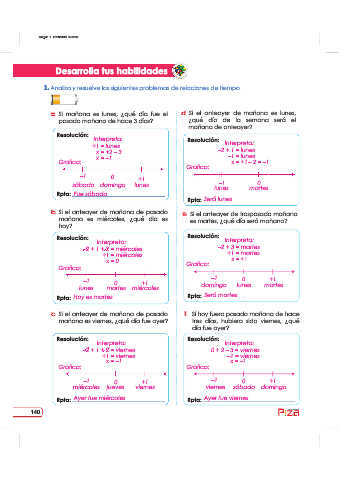 Desarrolla tus habilidades
1. Analiza y resuelve los siguientes problemas de relaciones de tiempo
a: Si mañana es lunes, ¿qué día fue el
pasado mañana de hace 3 días?
Resolución:
Interpreta:
+1 = lunes
x = +2 – 3
x = –1
Grafica:
–1 0 +1
sábado domingo lunes
Rpta: Fue sábado
b: Si el anteayer de mañana de pasado
mañana es miércoles, ¿qué día es
hoy?
Resolución:
Interpreta:
–2 + 1 + 2 = miércoles
+1 = miércoles
x = 0
Grafica:
–1 0 +1
lunes martes miércoles
Rpta: Hoy es martes
c: Si el anteayer de mañana de pasado
mañana es viernes, ¿qué día fue ayer?
Resolución:
Interpreta:
–2 + 1 + 2 = viernes
+1 = viernes
x = –1
Grafica:
–1 0 +1
miércoles jueves viernes
Rpta: Ayer fue miércoles
d: Si el anteayer de mañana es lunes,
¿qué día de la semana será el
mañana de anteayer?
Resolución:
Interpreta:
–2 + 1 = lunes
–1 = lunes
x = +1 – 2 = –1
Grafica:
–1 0
lunes martes
Rpta: Será lunes
e: Si el anteayer de traspasado mañana
es martes, ¿qué día será mañana?
Resolución:
Interpreta:
–2 + 3 = martes
+1 = martes
x = +1
Grafica:
–1 0 +1
domingo lunes martes
Rpta: Será martes
f: Si hoy fuera pasado mañana de hace
tres días, hubiera sido viernes, ¿qué
día fue ayer?
Resolución:
Interpreta:
0 + 2 – 3 = viernes
–1 = viernes
x = –1
Grafica:
–1 0 +1
viernes sábado domingo
Rpta: Ayer fue viernes
140